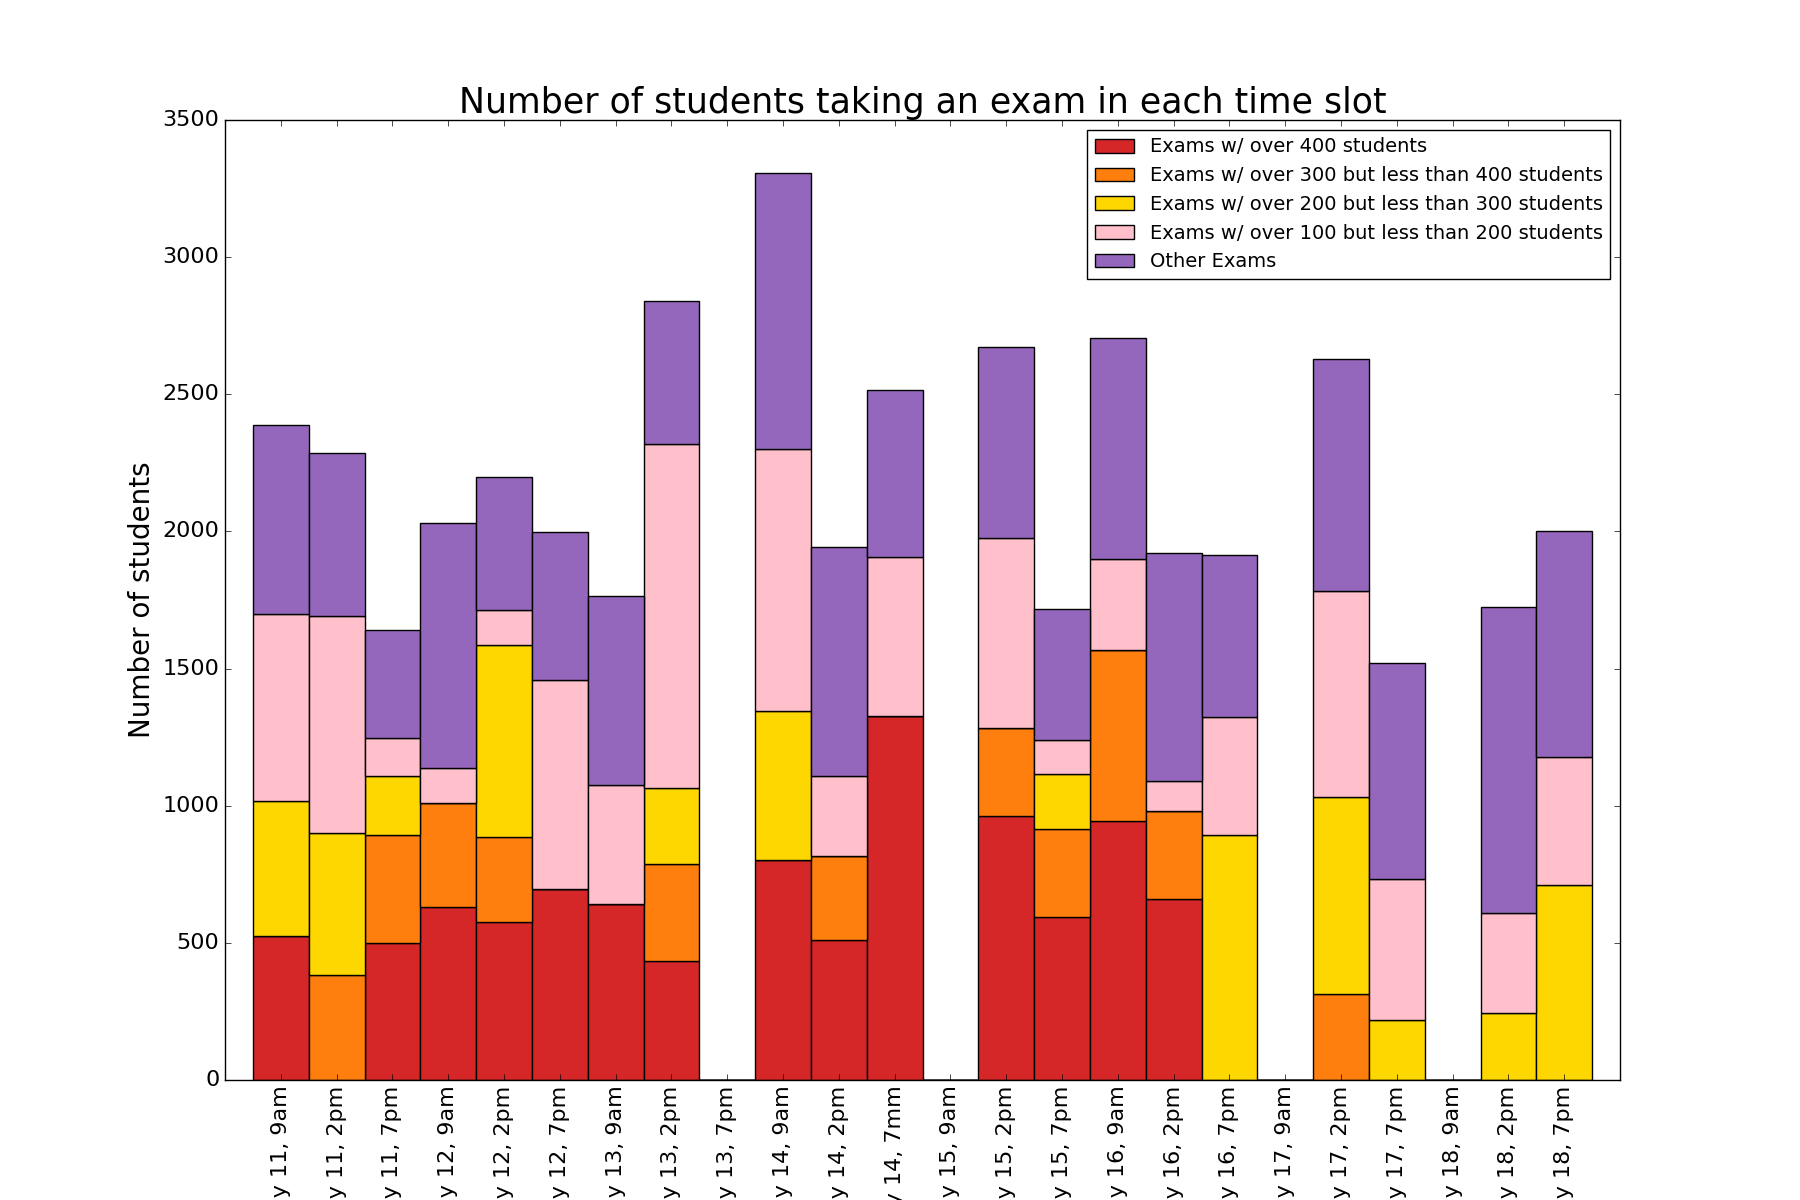 Number of students taking an exam in each time slot
Exams w/ over 400 students
Exams w/ over 300 but less than 400 students
Exams w/ over 200 but less than 300 students
Exams w/ over 100 but less than 200 students
Other Exams
Number of students
3500
3000
2500
2000
1500
1000
500
0
y 11, 9am
y 11, 2pm
y 11, 7pm
y 12, 9am
y 12, 2pm
y 12, 7pm
y 13, 9am
y 13, 2pm
y 13, 7pm
y 14, 9am
y 14, 2pm
y 14, 7mm
y 15, 9am
y 15, 2pm
y 15, 7pm
y 16, 9am
y 16, 2pm
y 16, 7pm
y 17, 9am
y 17, 2pm
y 17, 7pm
y 18, 9am
y 18, 2pm
y 18, 7pm